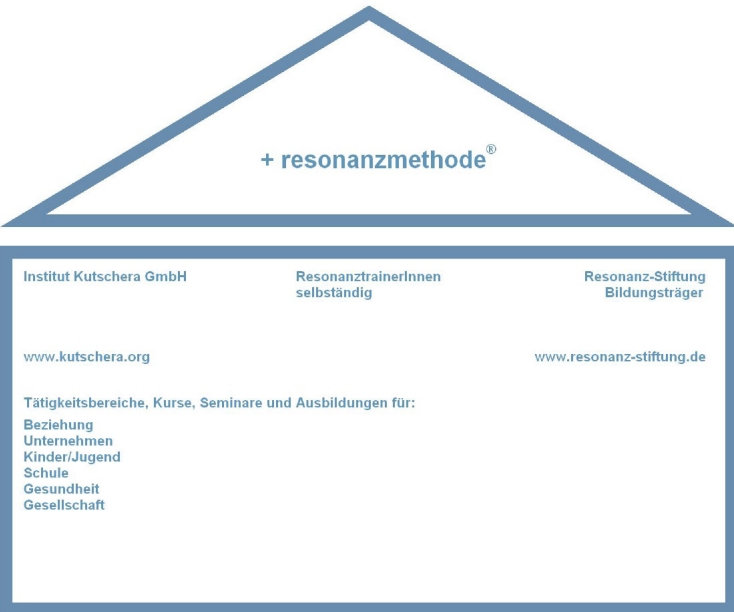 + resonanzmethode®
Institut Kutschera GmbH
ResonanztrainerInnen
selbständig
Resonanz-Stiftung
Bildungsträger
www.kutschera.org
www.resonanz-stiftung.de
Tätigkeitsbereiche, Kurse, Seminare und Ausbildungen für:
Beziehung
Unternehmen
Kinder/Jugend
Schule
Gesundheit
Gesellschaft